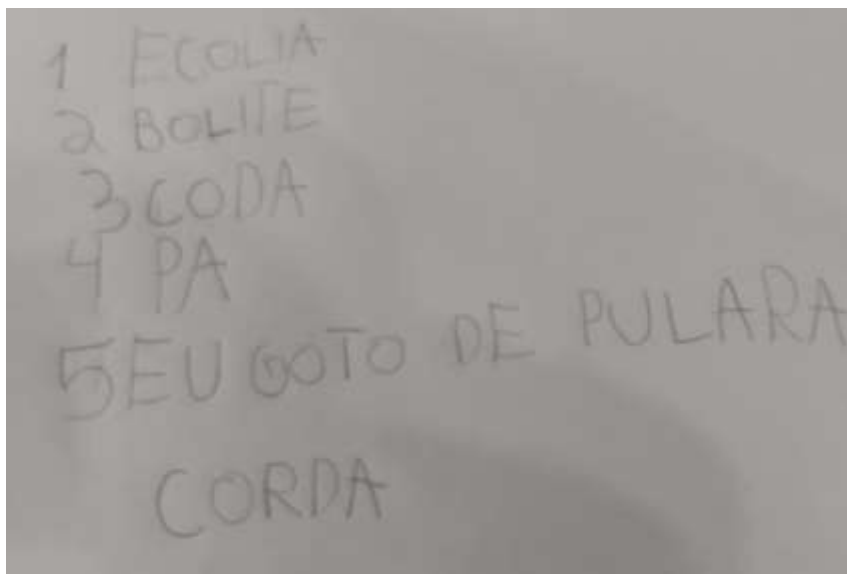 1 ECOLIA
2 BOLITE
3 CODA
4 PA
5 EU GOTO DE PULARA
CORDA